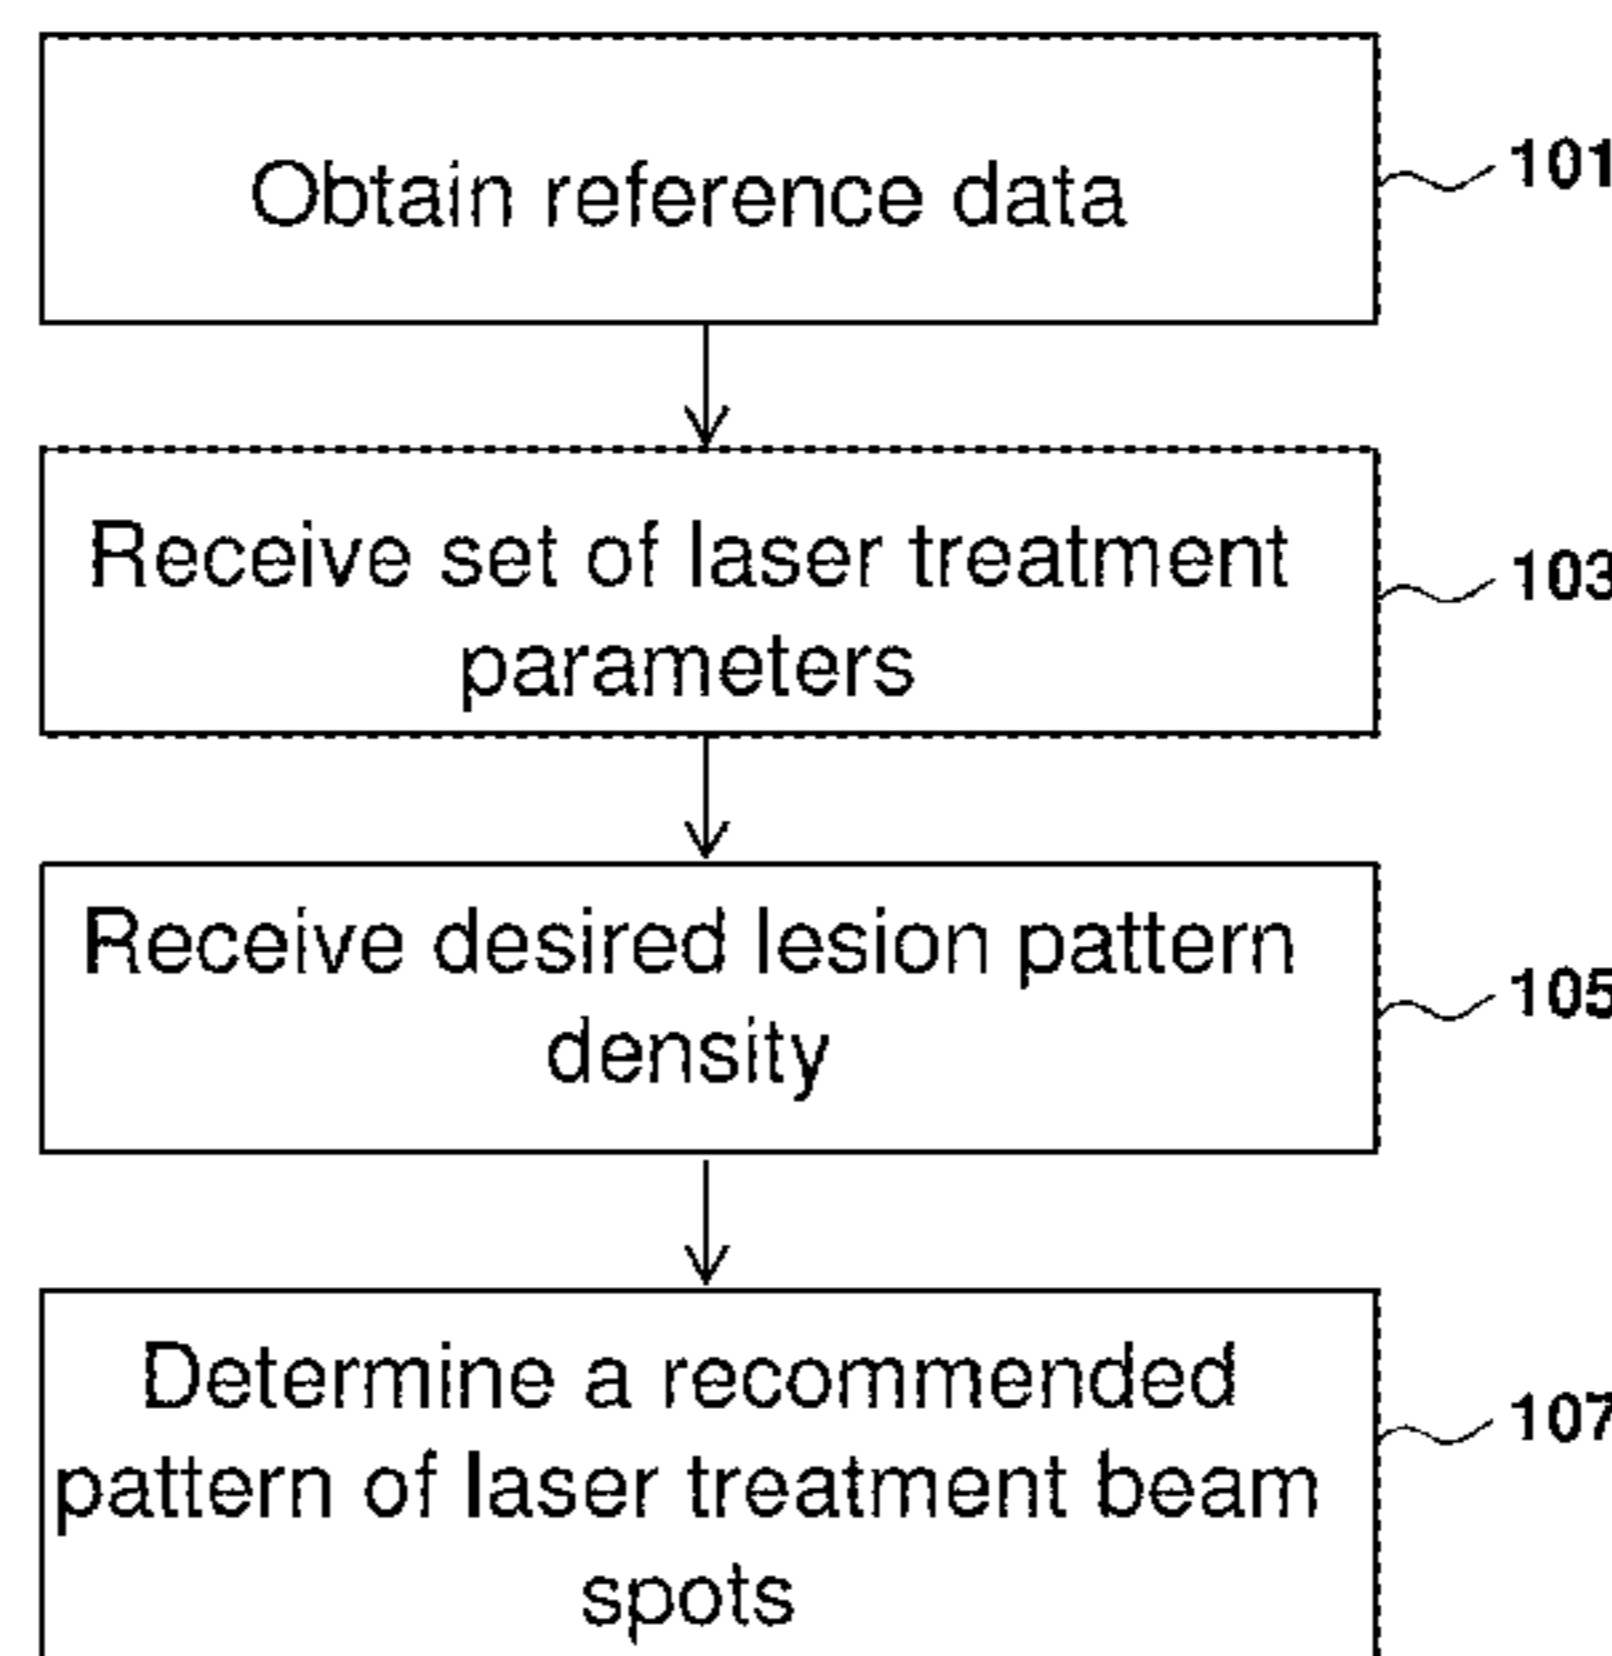 Obtain reference data
101
Receive set of laser treatment
parameters
103
Receive desired lesion pattern
density
105
Determine a recommended
pattern of laser treatment beam
spots
107